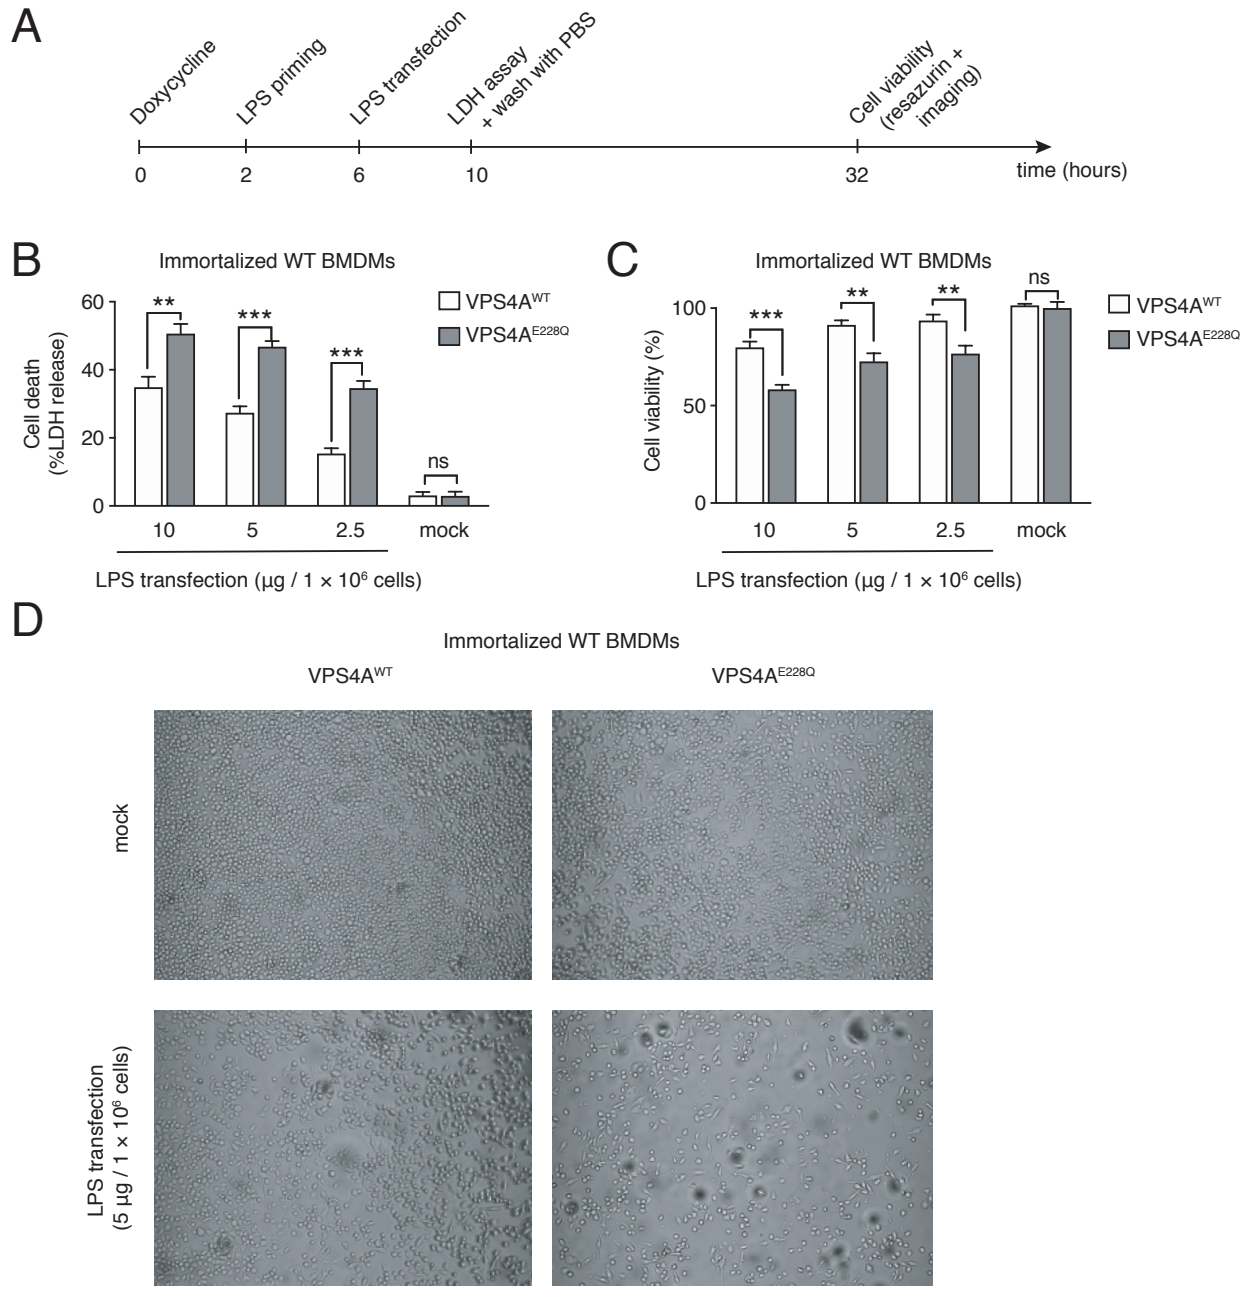 A
Doxycycline
LPS priming
LPS transfection
LDH assay
+ wash with PBS
Cell viability
(resazurin +
imaging)
0
2
6
10
32
time (hours)
B
Immortalized WT BMDMs
Cell death
(%LDH release)
60
40
20
0
**
***
***
ns
VPS4AWT
VPS4AE228Q
10
5
2.5
mock
LPS transfection (µg / 1 × 10⁶ cells)
C
Immortalized WT BMDMs
Cell viability (%)
100
50
0
***
**
**
ns
VPS4AWT
VPS4AE228Q
10
5
2.5
mock
LPS transfection (µg / 1 × 10⁶ cells)
D
Immortalized WT BMDMs
VPS4AWT
VPS4AE228Q
mock
LPS transfection
(5 µg / 1 × 10⁶ cells)